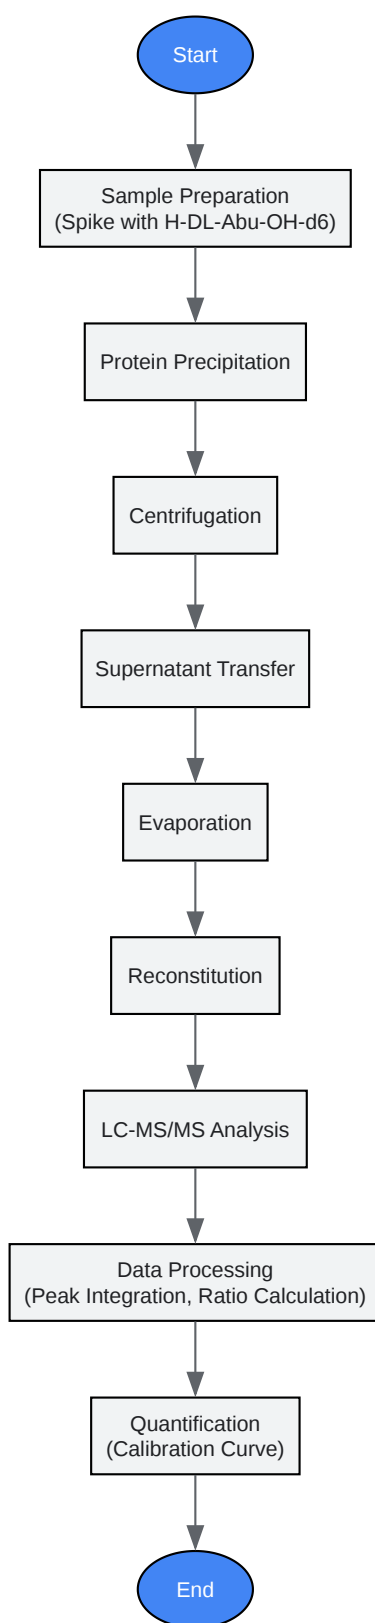 Start
Sample Preparation
(Spike with H-DL-Abu-OH-d6)
Protein Precipitation
Centrifugation
Supernatant Transfer
Evaporation
Reconstitution
LC-MS/MS Analysis
Data Processing
(Peak Integration, Ratio Calculation)
Quantification
(Calibration Curve)
End